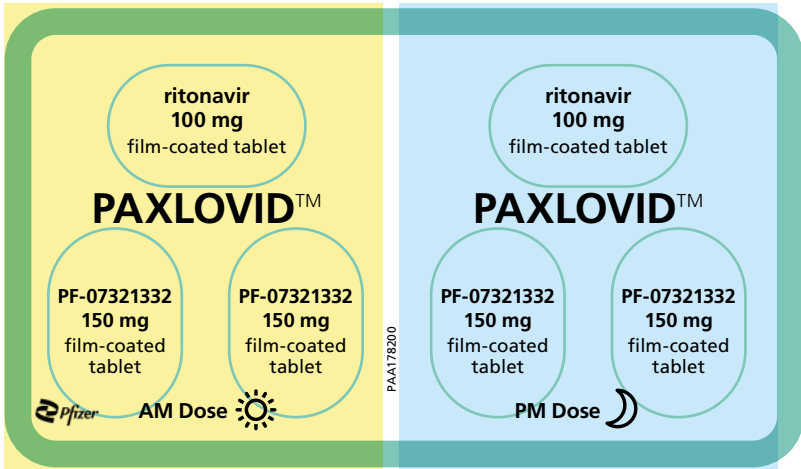 ritonavir
100 mg
film-coated tablet
PAXLOVID™
PF-07321332
150 mg
film-coated
tablet
PF-07321332
150 mg
film-coated
tablet
Pfizer
AM Dose
PAA178200
ritonavir
100 mg
film-coated tablet
PAXLOVID™
PF-07321332
150 mg
film-coated
tablet
PF-07321332
150 mg
film-coated
tablet
PM Dose